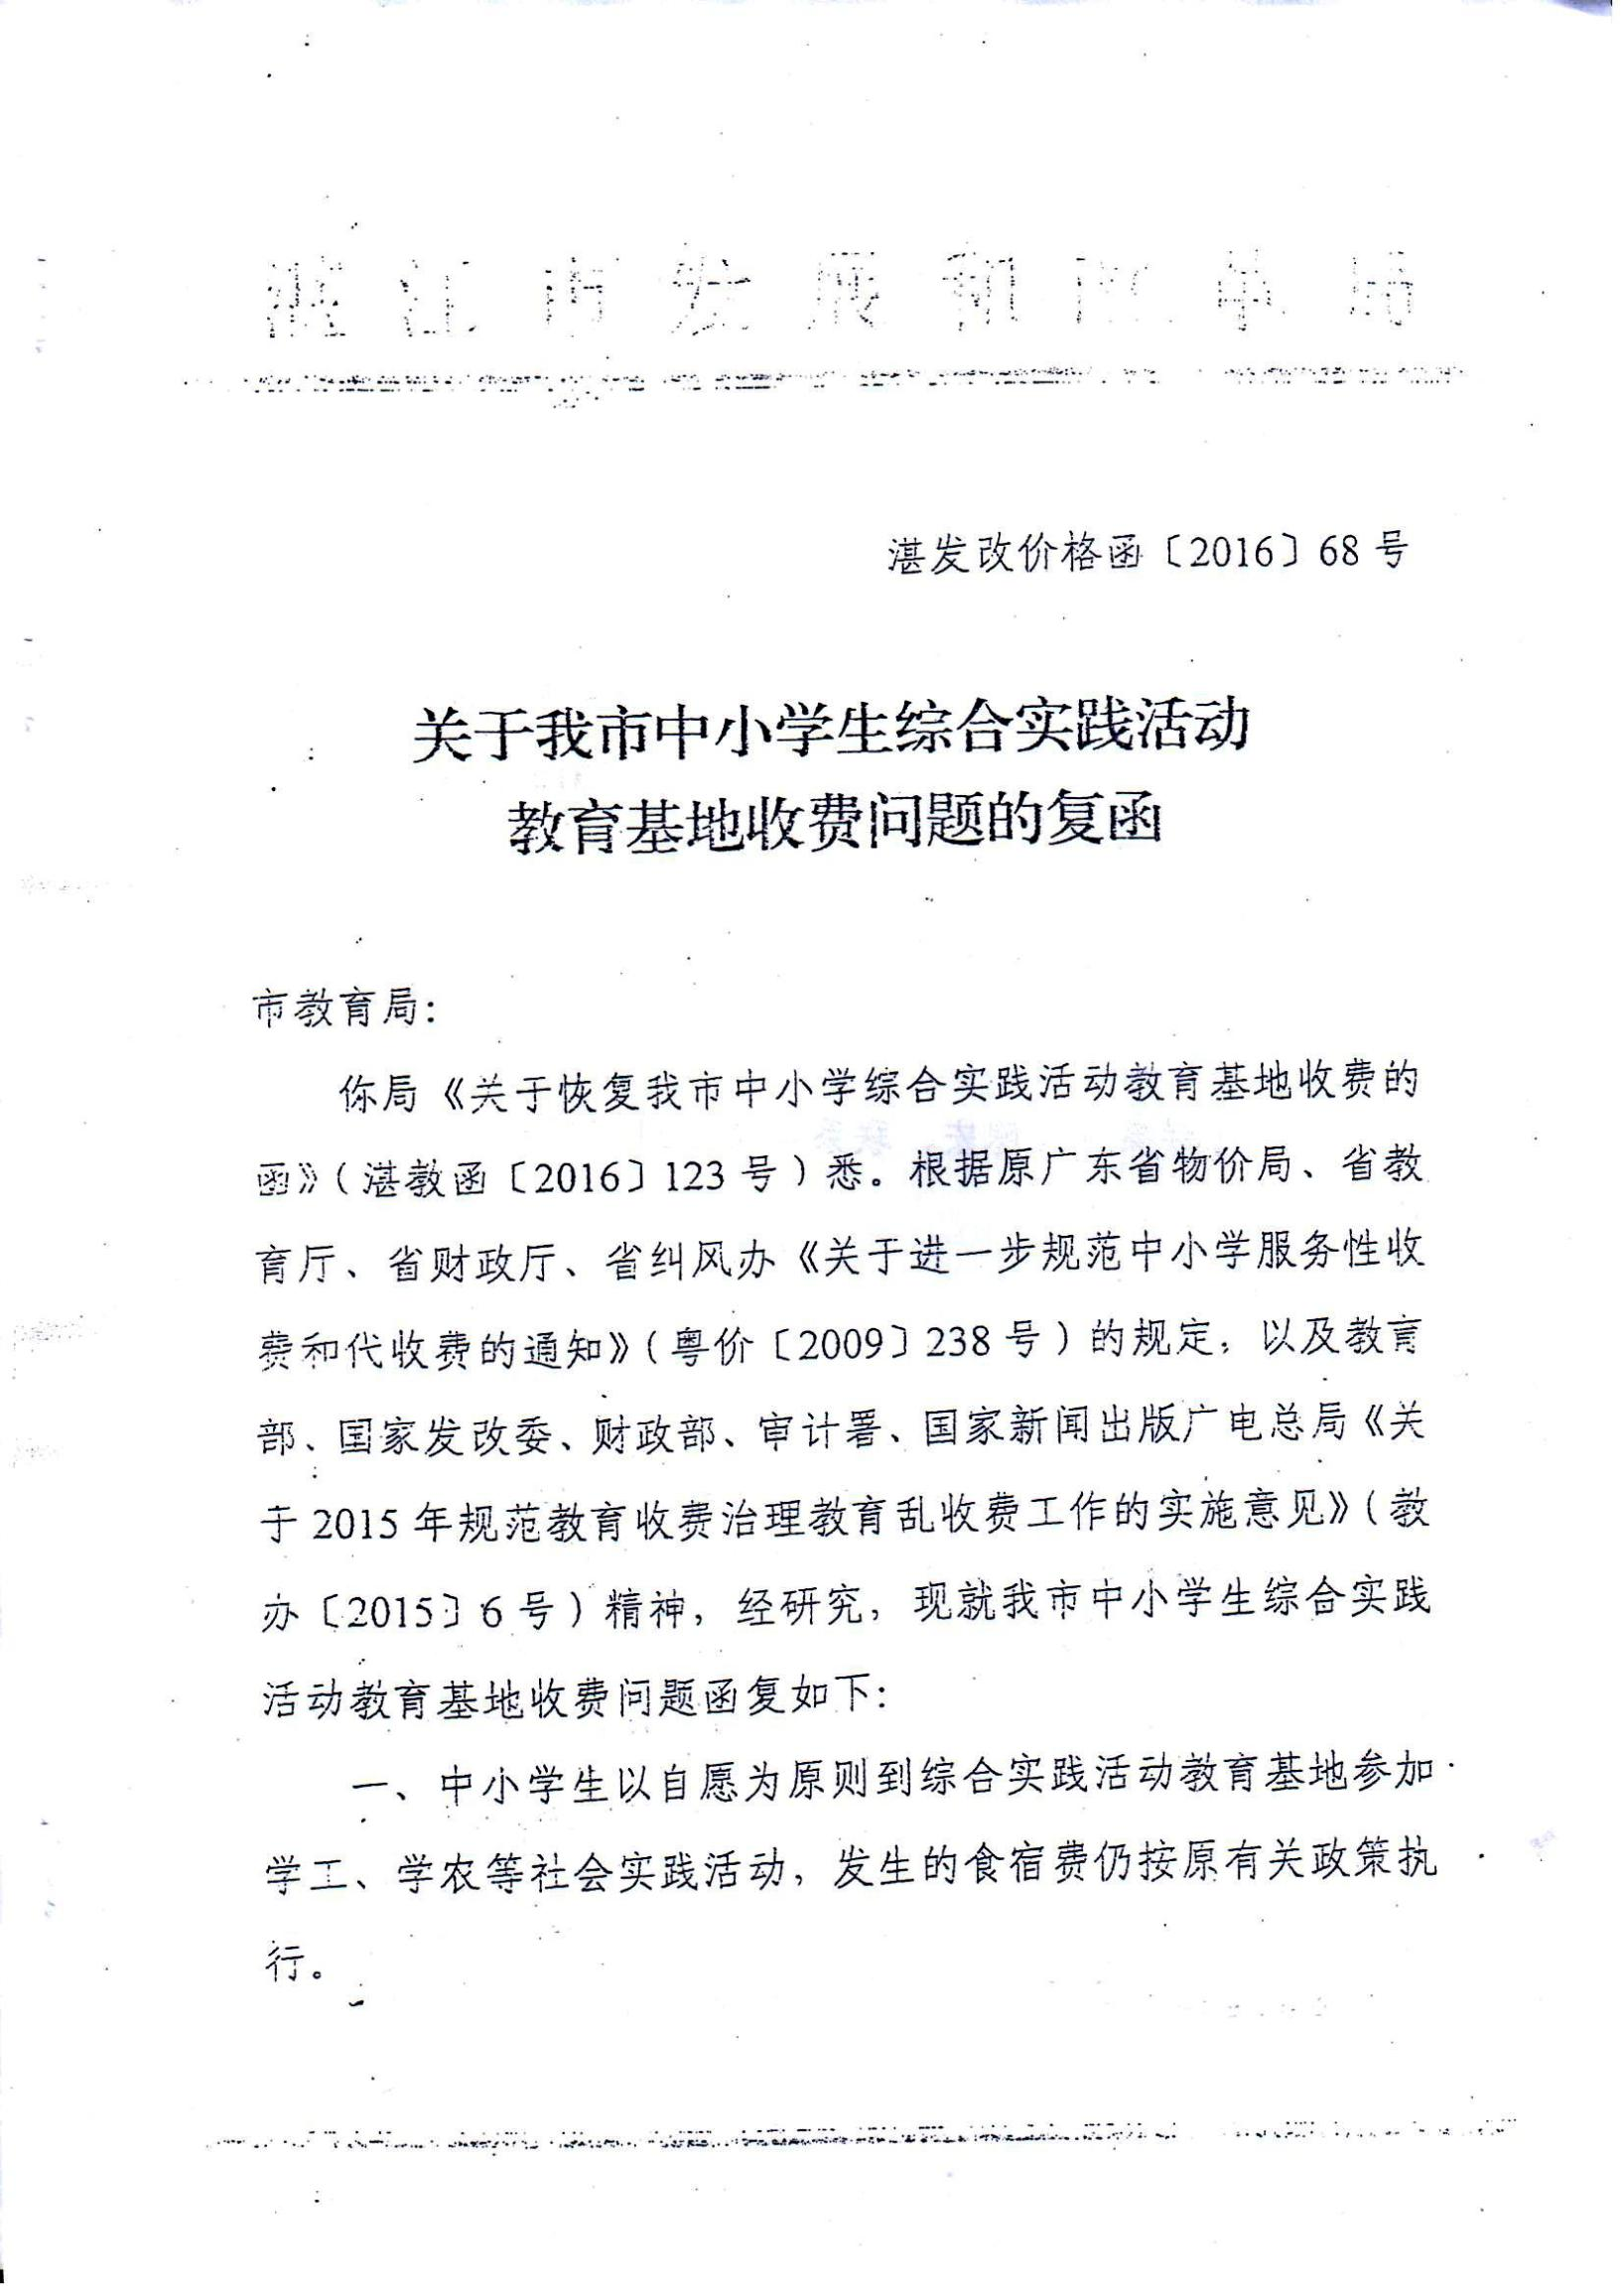 湛江市发展和改革局
湛发改价格函〔2016〕68号
关于我市中小学生综合实践活动
教育基地收费问题的复函
市教育局：
你局《关于恢复我市中小学综合实践活动教育基地收费的
函》（湛教函〔2016〕123号）悉。根据原广东省物价局、省教
育厅、省财政厅、省纠风办《关于进一步规范中小学服务性收
费和代收费的通知》（粤价〔2009〕238号）的规定，以及教育
部、国家发改委、财政部、审计署、国家新闻出版广电总局《关
于2015年规范教育收费治理教育乱收费工作的实施意见》（教
办〔2015〕6号）精神，经研究，现就我市中小学生综合实践
活动教育基地收费问题函复如下：
一、中小学生以自愿为原则到综合实践活动教育基地参加
学工、学农等社会实践活动，发生的食宿费仍按原有关政策执
行。